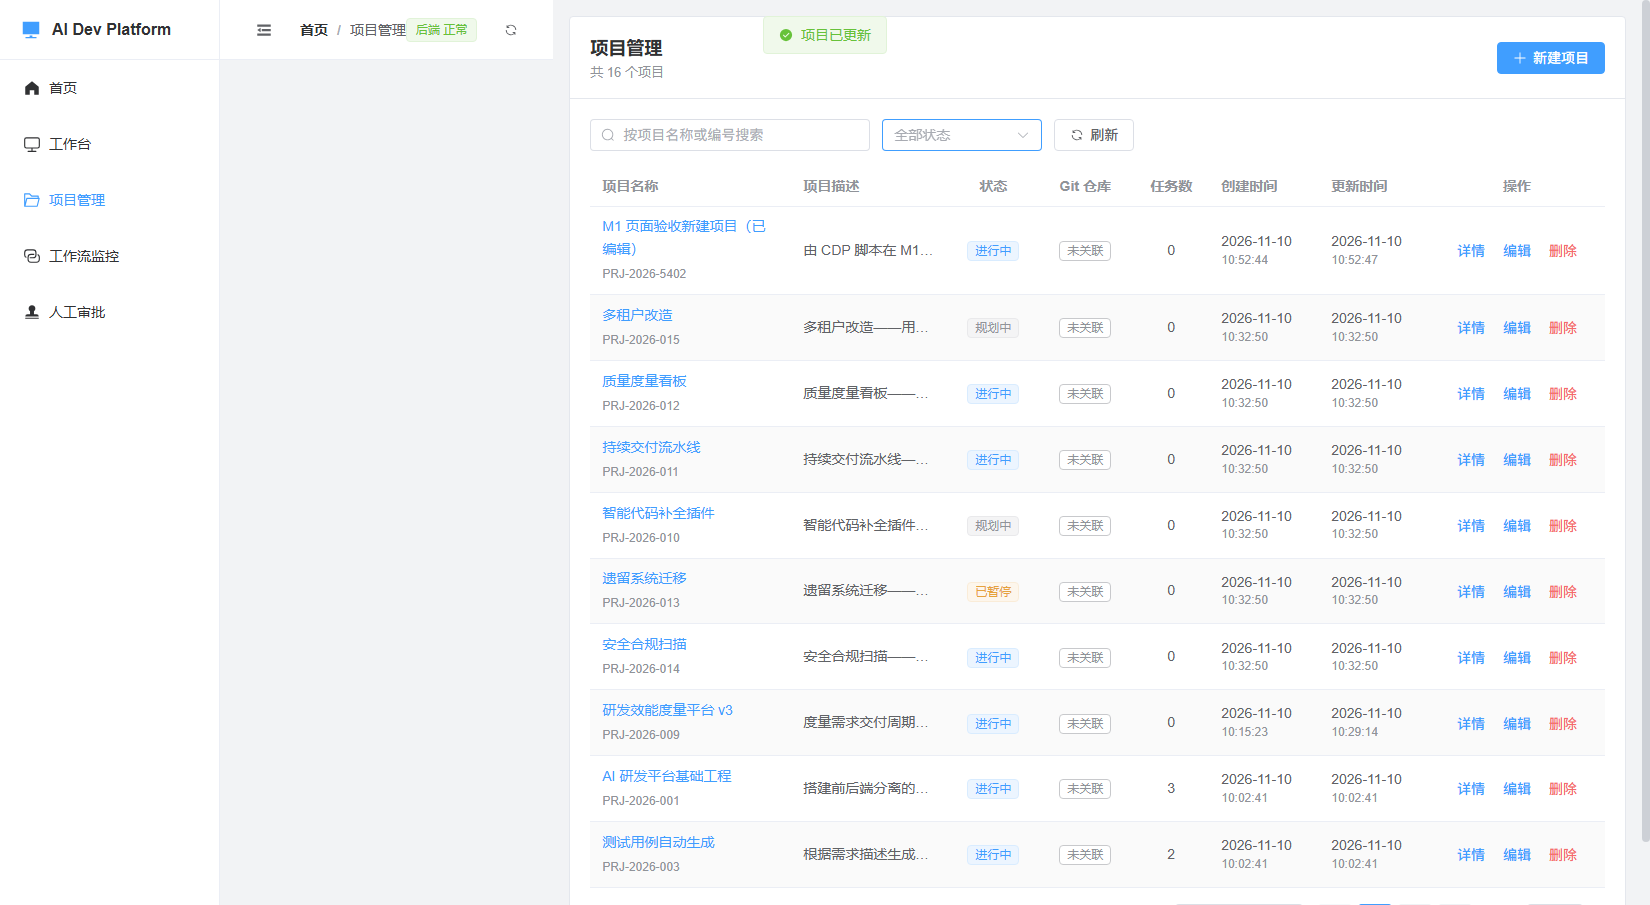 AI Dev Platform
首页 / 项目管理
后端 正常
首页
工作台
项目管理
工作流监控
人工审批
项目管理
共 16 个项目
项目已更新
新建项目
按项目名称或编号搜索
全部状态
刷新
项目名称 项目描述 状态 Git 仓库 任务数 创建时间 更新时间 操作
M1 页面验收新建项目（已
编辑）
PRJ-2026-5402
由 CDP 脚本在 M1… 进行中 未关联 0
2026-11-10
10:52:44
2026-11-10
10:52:47
详情 编辑 删除
多租户改造
PRJ-2026-015
多租户改造——用… 规划中 未关联 0
2026-11-10
10:32:50
2026-11-10
10:32:50
详情 编辑 删除
质量度量看板
PRJ-2026-012
质量度量看板——… 进行中 未关联 0
2026-11-10
10:32:50
2026-11-10
10:32:50
详情 编辑 删除
持续交付流水线
PRJ-2026-011
持续交付流水线—… 进行中 未关联 0
2026-11-10
10:32:50
2026-11-10
10:32:50
详情 编辑 删除
智能代码补全插件
PRJ-2026-010
智能代码补全插件… 规划中 未关联 0
2026-11-10
10:32:50
2026-11-10
10:32:50
详情 编辑 删除
遗留系统迁移
PRJ-2026-013
遗留系统迁移——… 已暂停 未关联 0
2026-11-10
10:32:50
2026-11-10
10:32:50
详情 编辑 删除
安全合规扫描
PRJ-2026-014
安全合规扫描——… 进行中 未关联 0
2026-11-10
10:32:50
2026-11-10
10:32:50
详情 编辑 删除
研发效能度量平台 v3
PRJ-2026-009
度量需求交付周期… 进行中 未关联 0
2026-11-10
10:15:23
2026-11-10
10:29:14
详情 编辑 删除
AI 研发平台基础工程
PRJ-2026-001
搭建前后端分离的… 进行中 未关联 3
2026-11-10
10:02:41
2026-11-10
10:02:41
详情 编辑 删除
测试用例自动生成
PRJ-2026-003
根据需求描述生成… 进行中 未关联 2
2026-11-10
10:02:41
2026-11-10
10:02:41
详情 编辑 删除